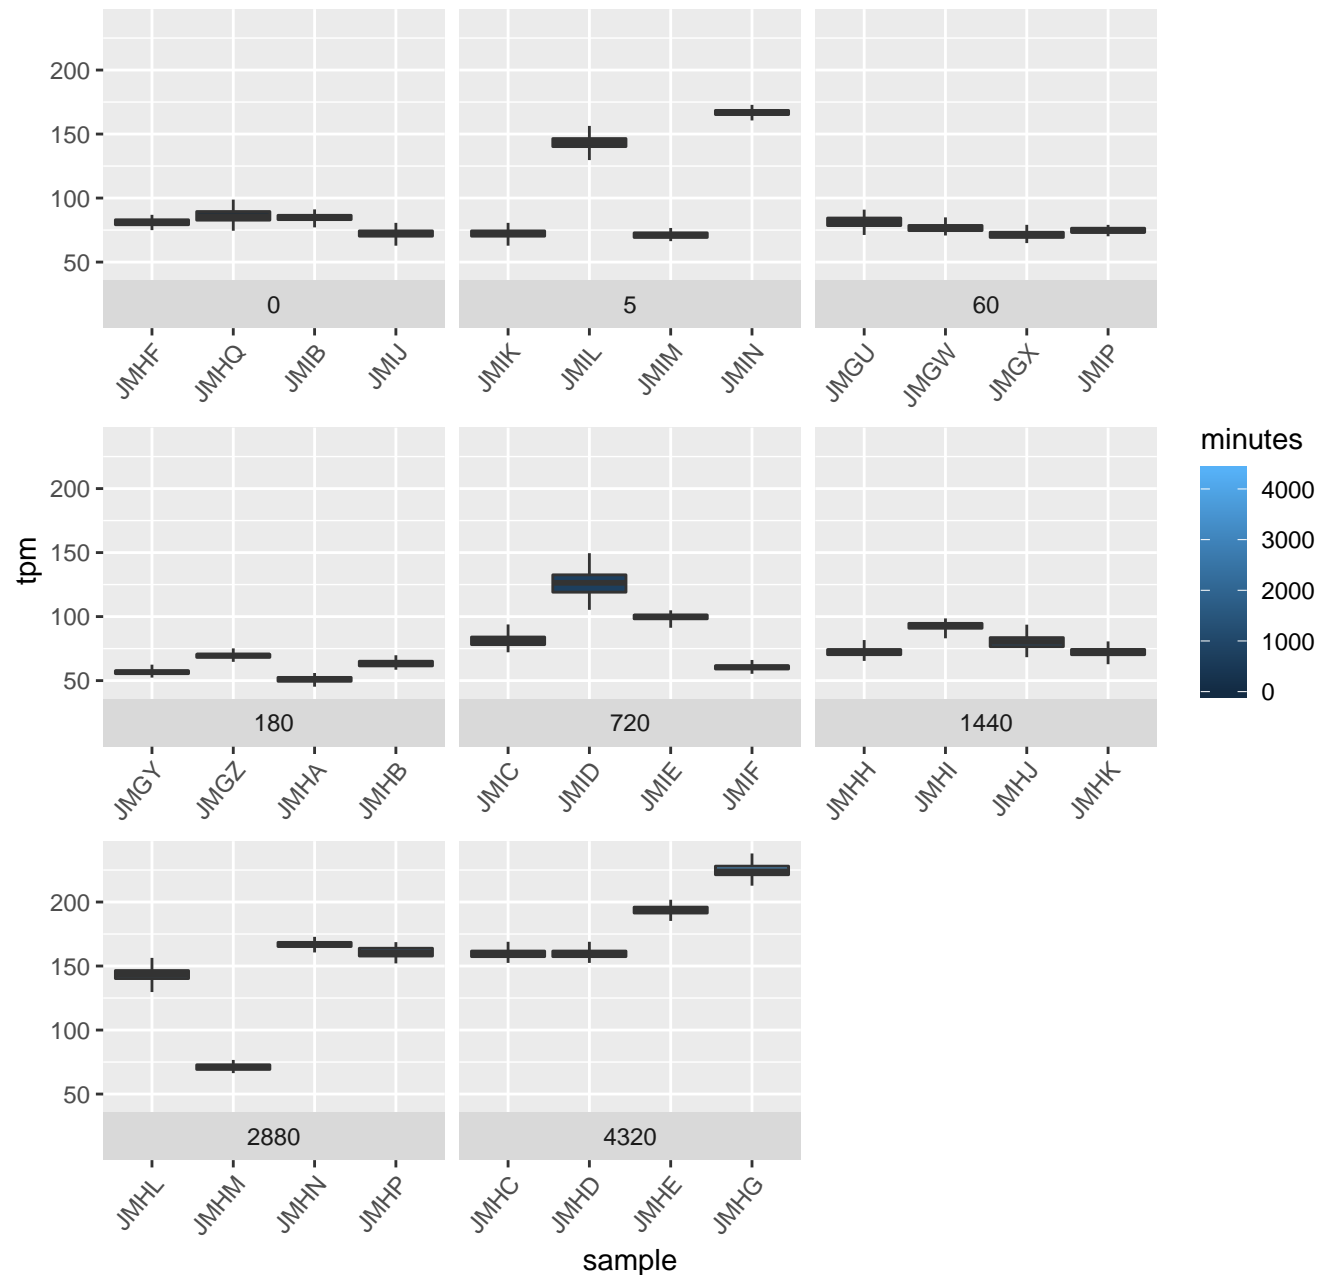 200
150
100
50
0 5 60
JMHF JMHQ JMIB JMIJ JMIK JMIL JMIM JMIN JMGU JMGW JMGX JMIP
200
150
100
50
180 720 1440
JMGY JMGZ JMHA JMHB JMIC JMID JMIE JMIF JMHH JMHI JMHJ JMHK
200
150
100
50
2880 4320
JMHL JMHM JMHN JMHP JMHC JMHD JMHE JMHG
sample
tpm
minutes
4000
3000
2000
1000
0